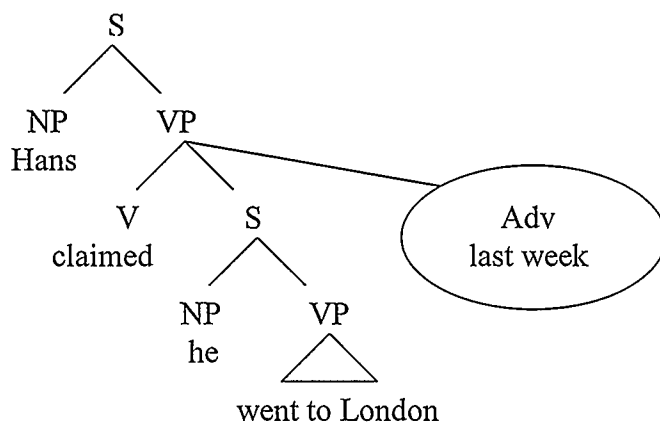 S
NP VP
Hans
V S Adv
claimed last week
NP VP
he
went to London